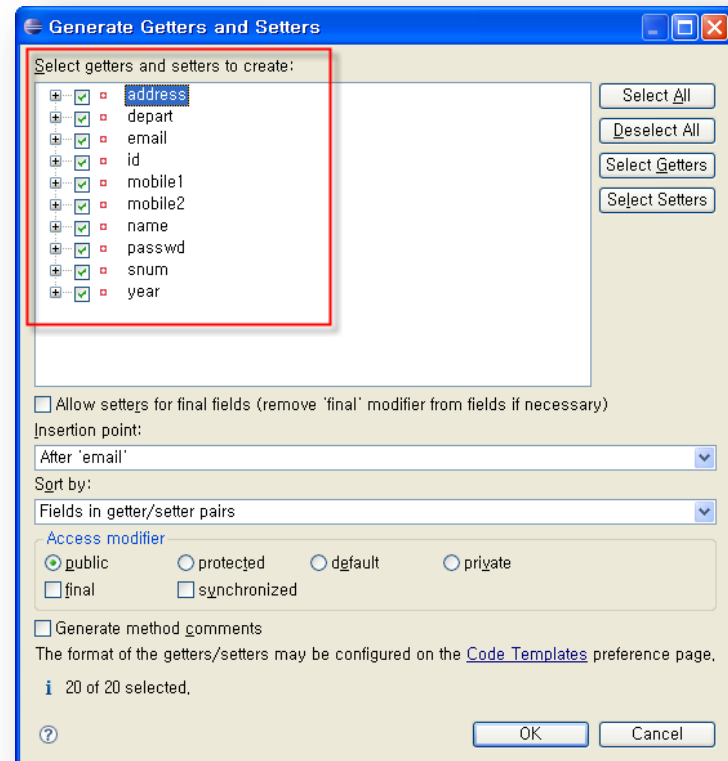 Generate Getters and Setters
Select getters and setters to create:
address
depart
email
id
mobile1
mobile2
name
passwd
snum
year
Select All
Deselect All
Select Getters
Select Setters
Allow setters for final fields (remove 'final' modifier from fields if necessary)
Insertion point:
After 'email'
Sort by:
Fields in getter/setter pairs
Access modifier
public protected default private
final synchronized
Generate method comments
The format of the getters/setters may be configured on the Code Templates preference page.
i 20 of 20 selected.
? OK Cancel